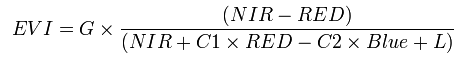 EVI = G × (NIR − RED) / (NIR + C1 × RED − C2 × Blue + L)